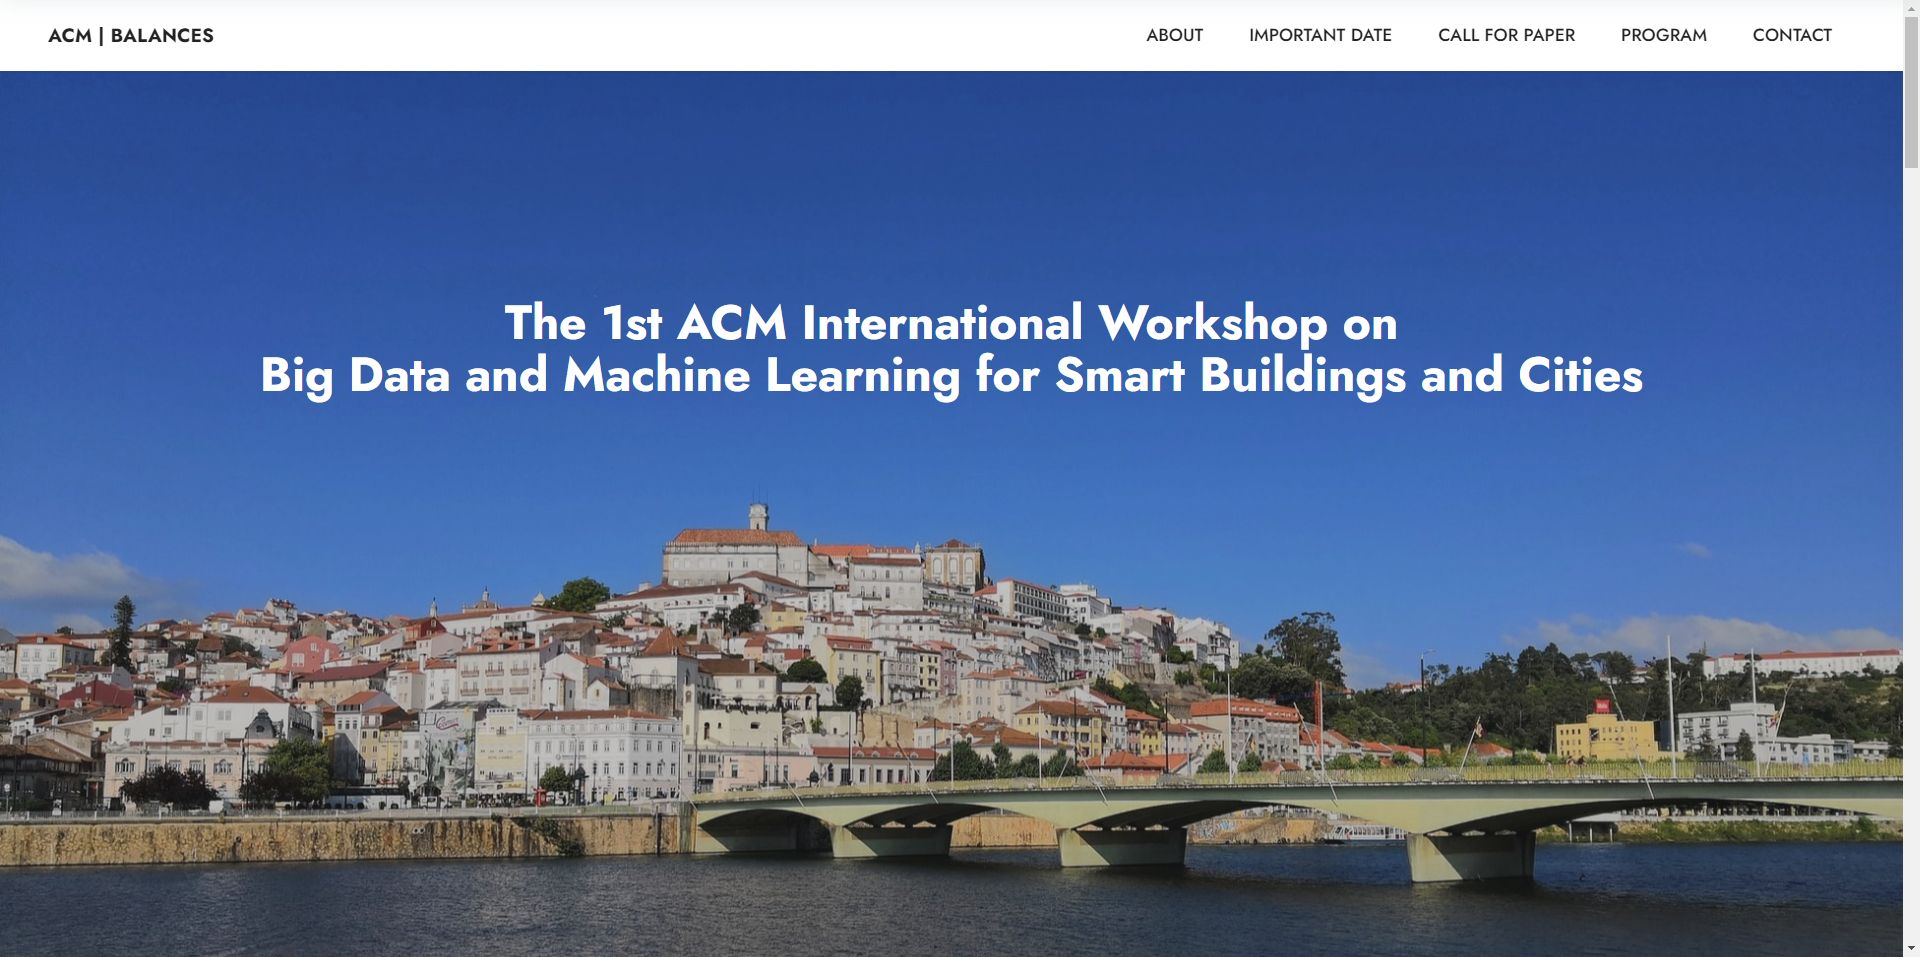 ACM | BALANCES
ABOUT
IMPORTANT DATE
CALL FOR PAPER
PROGRAM
CONTACT
The 1st ACM International Workshop on
Big Data and Machine Learning for Smart Buildings and Cities